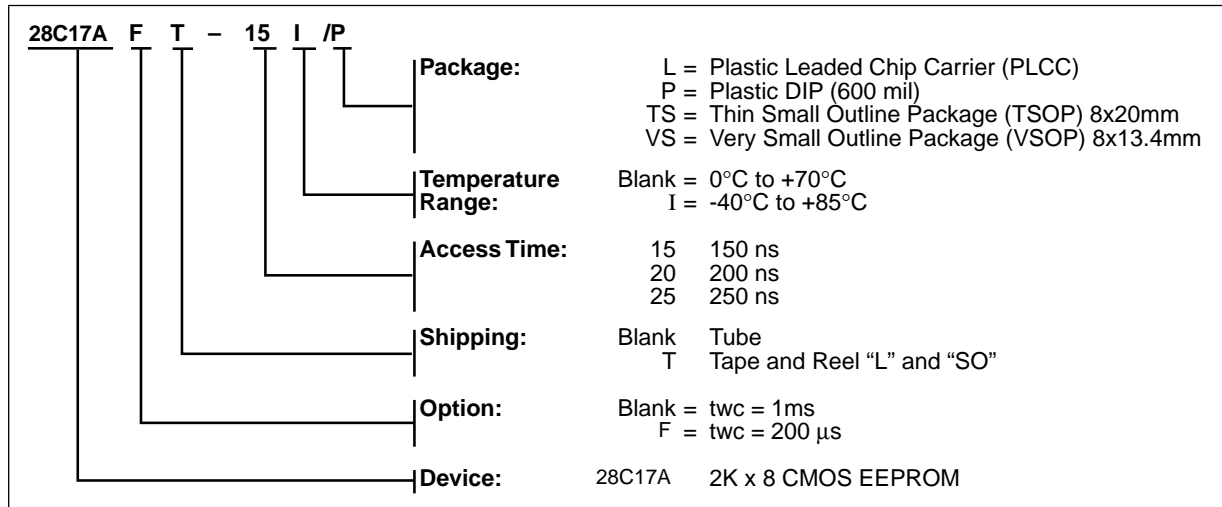 28C17A F T – 15 I /P
Package: L = Plastic Leaded Chip Carrier (PLCC)
P = Plastic DIP (600 mil)
TS = Thin Small Outline Package (TSOP) 8x20mm
VS = Very Small Outline Package (VSOP) 8x13.4mm
Temperature Blank = 0°C to +70°C
Range: I = -40°C to +85°C
Access Time: 15 150 ns
20 200 ns
25 250 ns
Shipping: Blank Tube
T Tape and Reel “L” and “SO”
Option: Blank = twc = 1ms
F = twc = 200 μs
Device: 28C17A 2K x 8 CMOS EEPROM